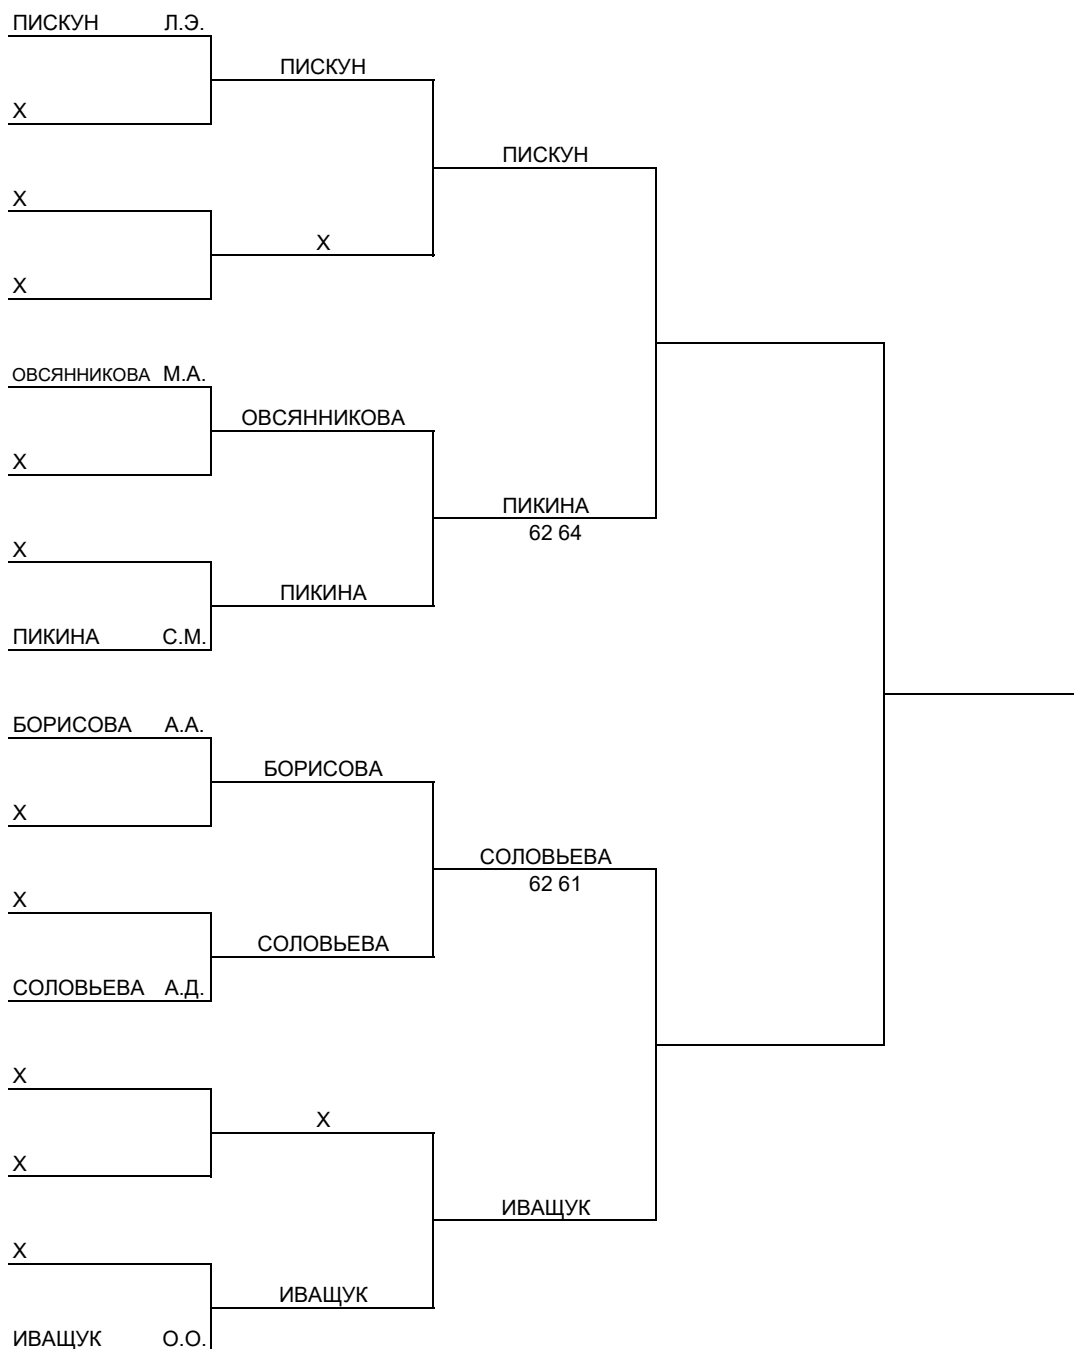 ПИСКУН Л.Э.
ПИСКУН
Х
ПИСКУН
Х
Х
Х
ОВСЯННИКОВА М.А.
ОВСЯННИКОВА
Х
ПИКИНА
62 64
Х
ПИКИНА
ПИКИНА С.М.
БОРИСОВА А.А.
БОРИСОВА
Х
СОЛОВЬЕВА
62 61
Х
СОЛОВЬЕВА
СОЛОВЬЕВА А.Д.
Х
Х
Х
ИВАЩУК
Х
ИВАЩУК
ИВАЩУК О.О.